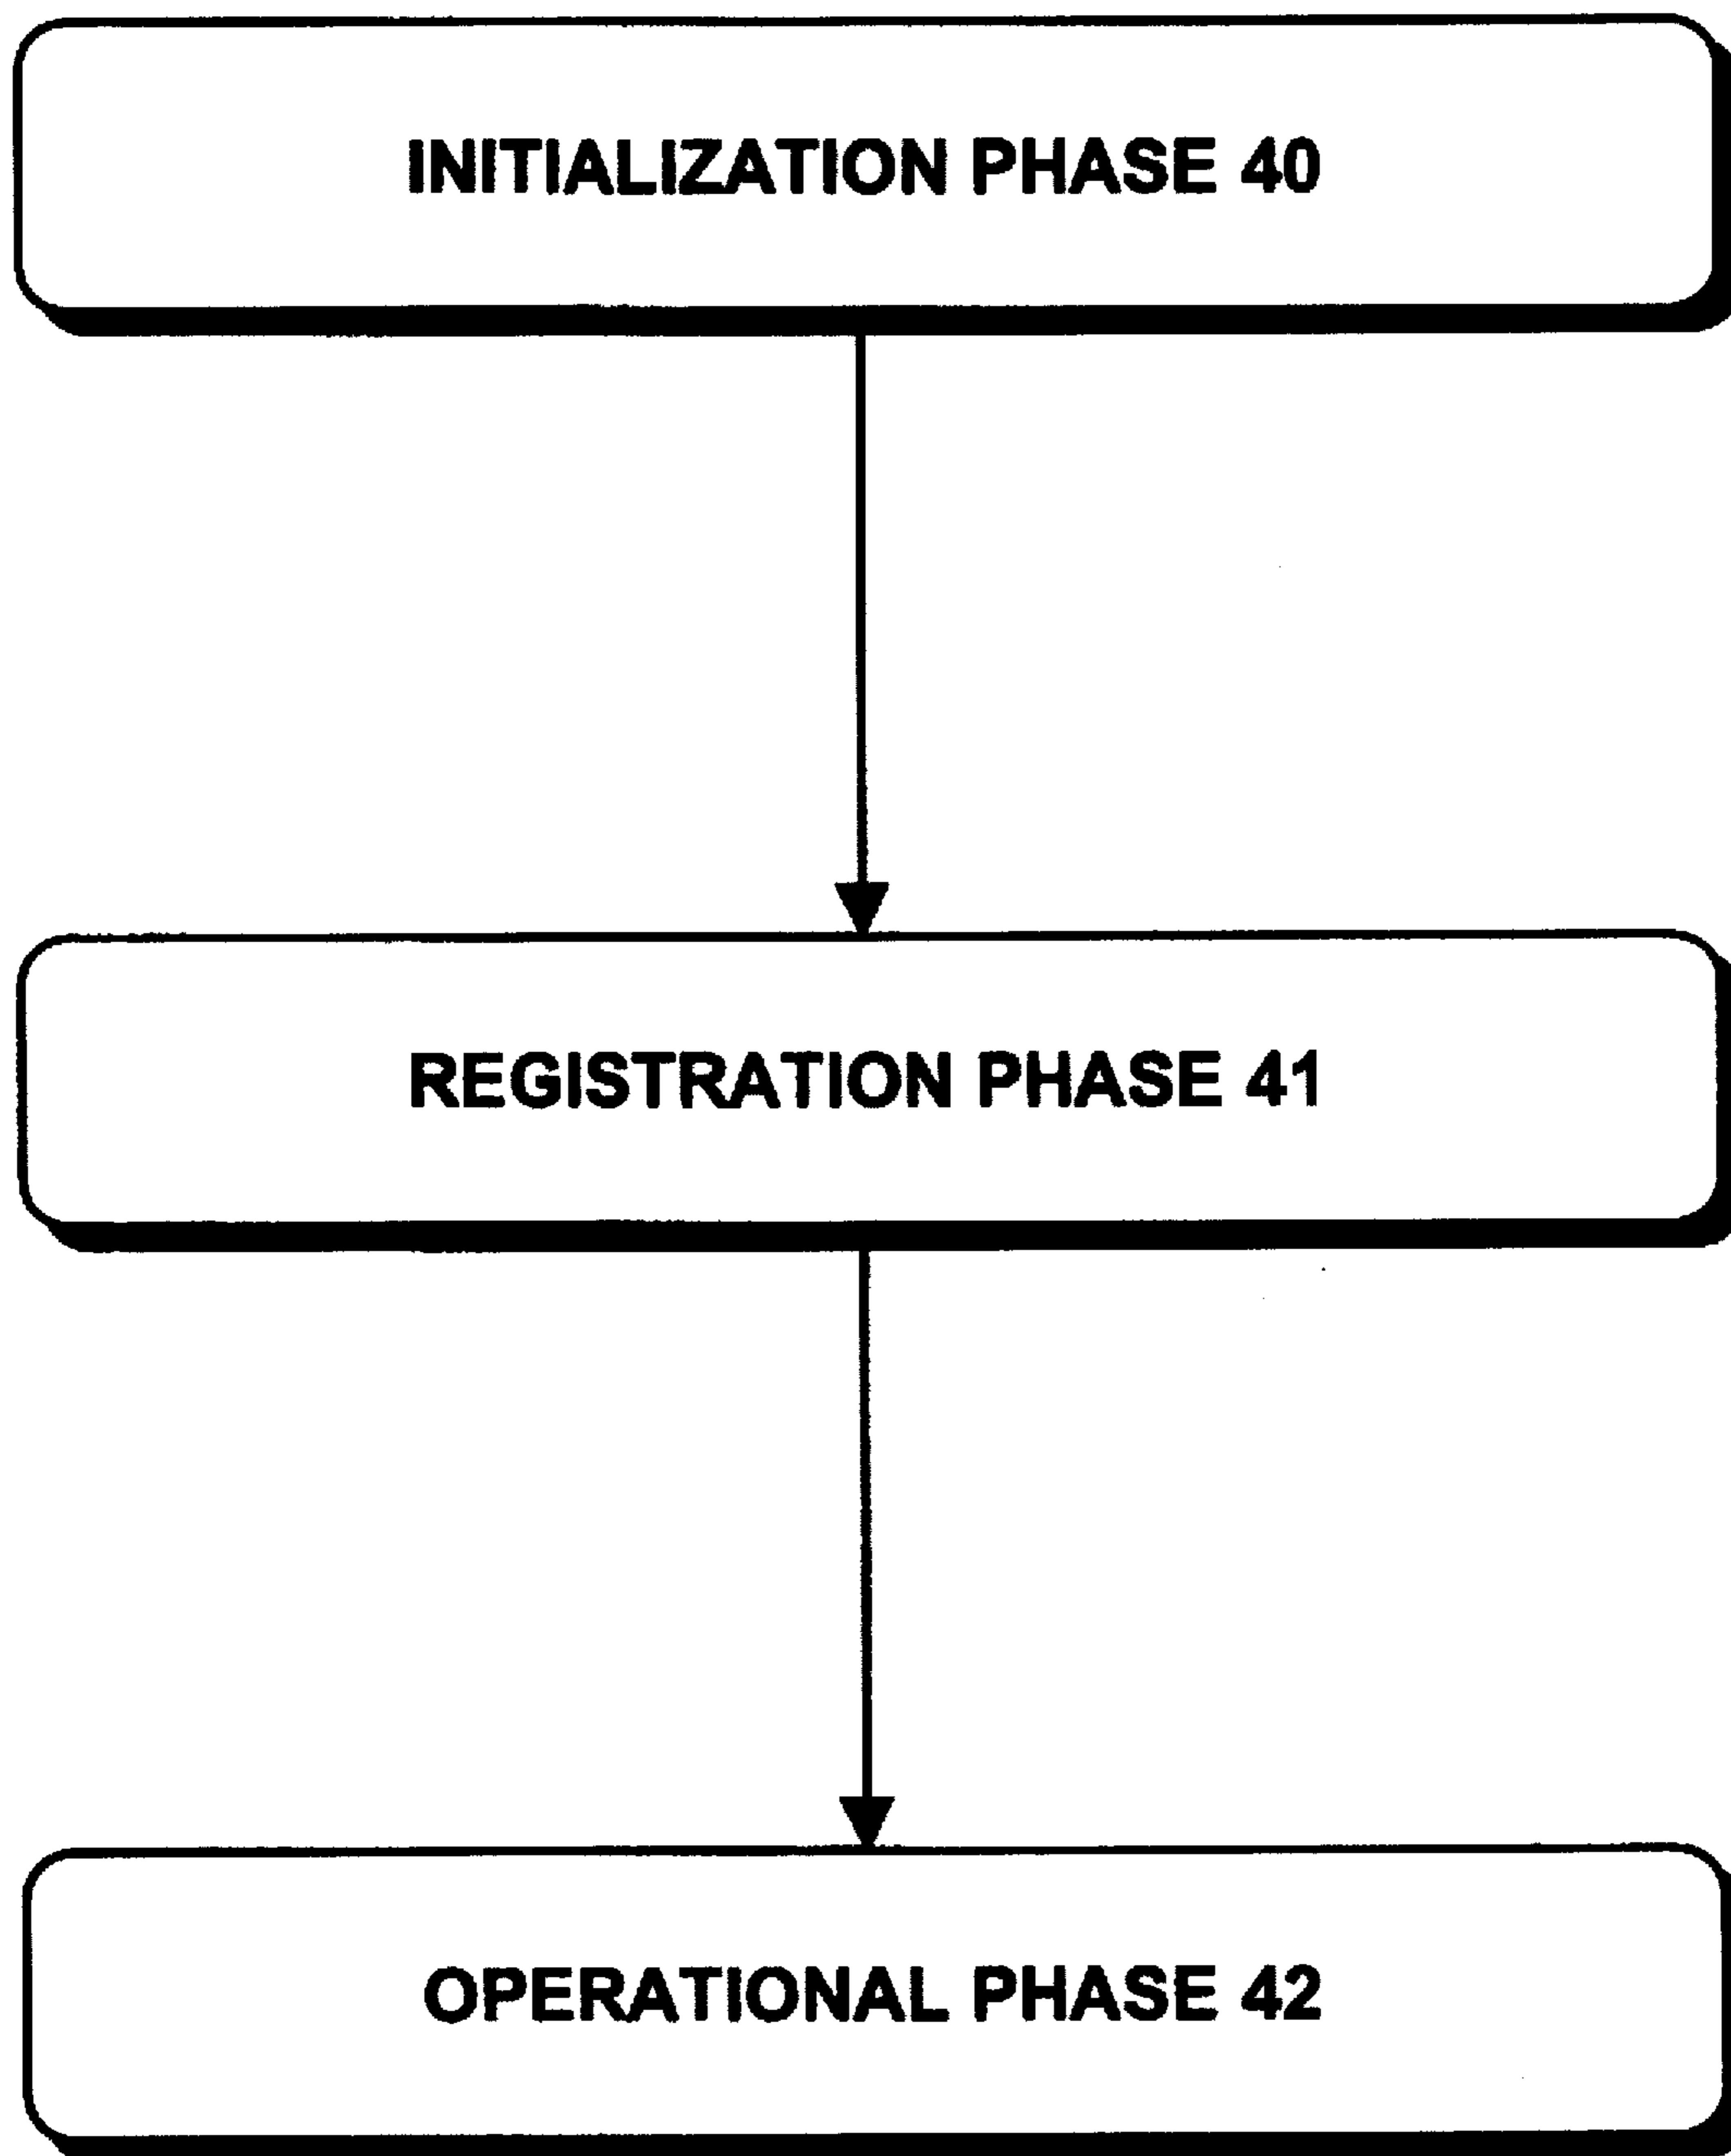 INITIALIZATION PHASE 40
REGISTRATION PHASE 41
OPERATIONAL PHASE 42